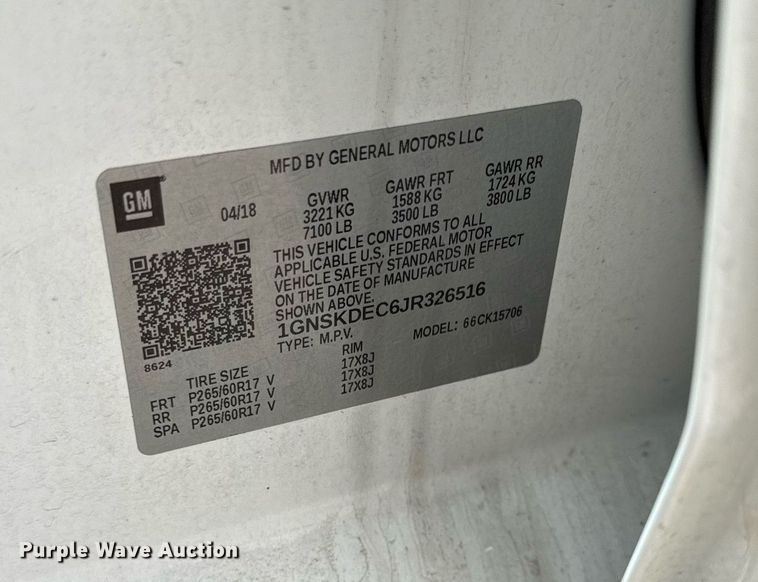 MFD BY GENERAL MOTORS LLC
GM
04/18
GVWR
3221 KG
7100 LB
GAWR FRT
1588 KG
3500 LB
GAWR RR
1724 KG
3800 LB
THIS VEHICLE CONFORMS TO ALL
APPLICABLE U.S. FEDERAL MOTOR
VEHICLE SAFETY STANDARDS IN EFFECT
ON THE DATE OF MANUFACTURE
SHOWN ABOVE.
1GNSKDEC6JR326516
TYPE: M.P.V.
MODEL: 66CK15706
8624
TIRE SIZE
RIM
FRT P265/60R17 V 17X8J
RR P265/60R17 V 17X8J
SPA P265/60R17 V 17X8J
Purple Wave Auction